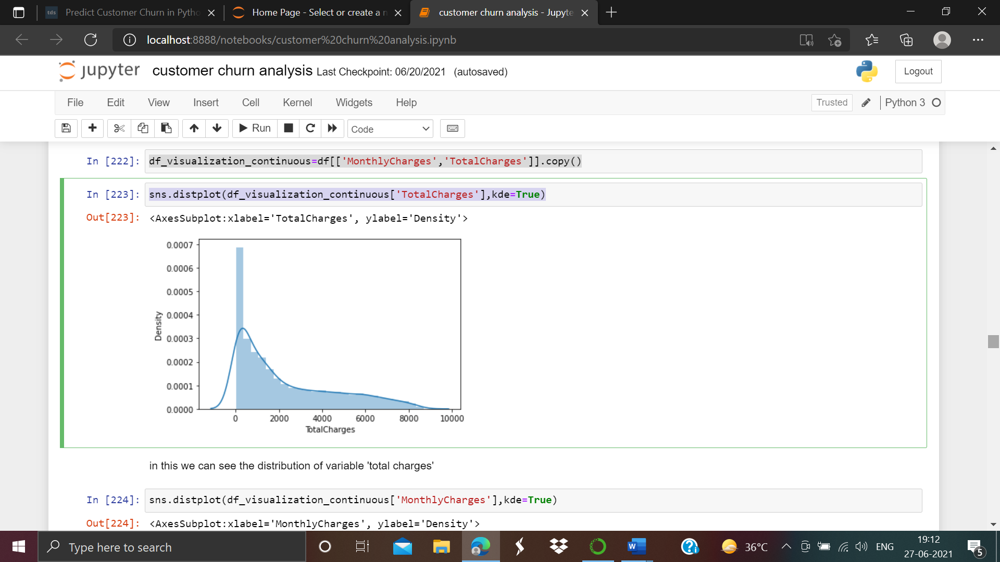 tds Predict Customer Churn in Pytho
Home Page - Select or create a n
customer churn analysis - Jupyte
localhost:8888/notebooks/customer%20churn%20analysis.ipynb
jupyter customer churn analysis Last Checkpoint: 06/20/2021 (autosaved)
Logout
File Edit View Insert Cell Kernel Widgets Help
Trusted Python 3
Run Code
In [222]: df_visualization_continuous=df[['MonthlyCharges','TotalCharges']].copy()
In [223]: sns.distplot(df_visualization_continuous['TotalCharges'],kde=True)
Out[223]: <AxesSubplot:xlabel='TotalCharges', ylabel='Density'>
0.0007
0.0006
0.0005
0.0004
0.0003
0.0002
0.0001
0.0000
Density
0 2000 4000 6000 8000 10000
TotalCharges
in this we can see the distribution of variable 'total charges'
In [224]: sns.distplot(df_visualization_continuous['MonthlyCharges'],kde=True)
Out[224]: <AxesSubplot:xlabel='MonthlyCharges', ylabel='Density'>
Type here to search
W
36°C
ENG
19:12
27-06-2021
5